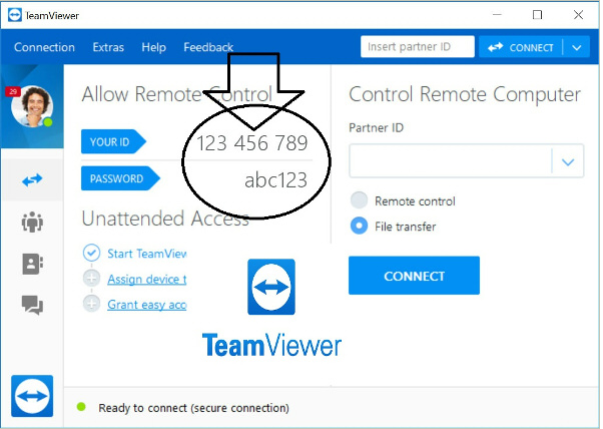 TeamViewer
Connection Extras Help Feedback Insert partner ID CONNECT
29
Allow Remote Control
YOUR ID 123 456 789
PASSWORD abc123
Unattended Access
Start TeamView
Assign device t
Grant easy acc
TeamViewer
Control Remote Computer
Partner ID
Remote control
File transfer
CONNECT
Ready to connect (secure connection)